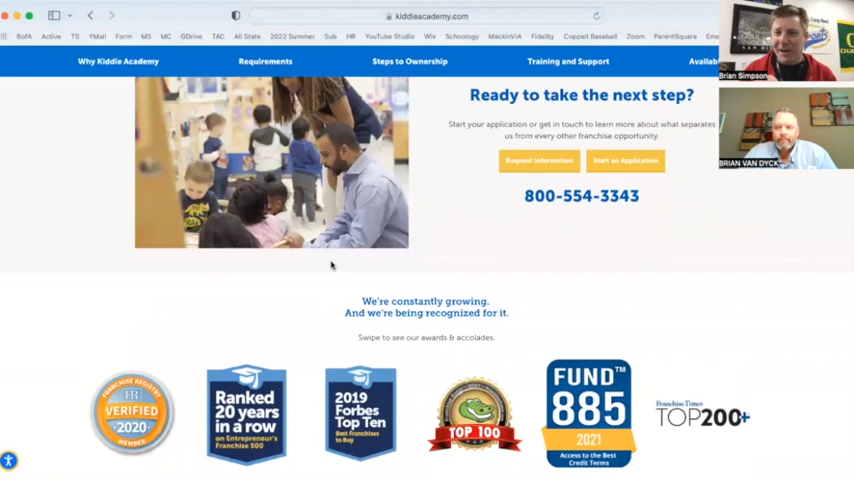 kiddieacademy.com
BofA Active TS YMail Form MS MC GDrive TAC All State 2022 Summer Sub HR YouTube Studio Wix Schoology MackinVIA Fidelity Coppell Baseball Zoom ParentSquare Eme
Why Kiddie Academy Requirements Steps to Ownership Training and Support Availab
Brian Simpson
BRIAN VAN DYCK
Ready to take the next step?
Start your application or get in touch to learn more about what separates
us from every other franchise opportunity.
Request Information Start an Application
800-554-3343
We're constantly growing.
And we're being recognized for it.
Swipe to see our awards & accolades.
FRANCHISE REGISTRY
FR
VERIFIED
2020
MEMBER
Ranked
20 years
in a row
on Entrepreneur's
Franchise 500
2019
Forbes
Top Ten
Best Franchises
to Buy
TOP 100
FUND™
885
2021
Access to the Best
Credit Terms
Franchise Times
TOP200+